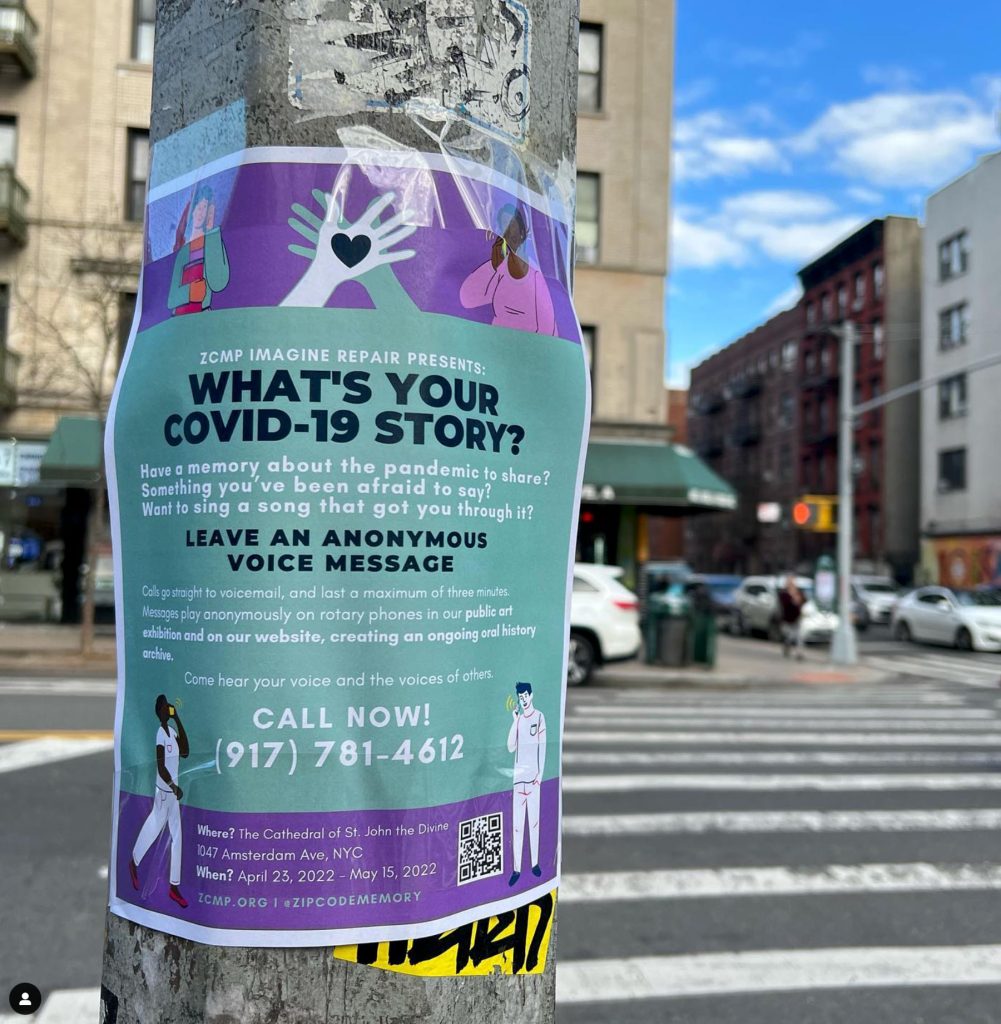 ZCMP IMAGINE REPAIR PRESENTS:
WHAT'S YOUR
COVID-19 STORY?
Have a memory about the pandemic to share?
Something you've been afraid to say?
Want to sing a song that got you through it?
LEAVE AN ANONYMOUS
VOICE MESSAGE
Calls go straight to voicemail, and last a maximum of three minutes.
Messages play anonymously on rotary phones in our public art
exhibition and on our website, creating an ongoing oral history
archive.
Come hear your voice and the voices of others.
CALL NOW!
(917) 781-4612
Where? The Cathedral of St. John the Divine
1047 Amsterdam Ave, NYC
When? April 23, 2022 - May 15, 2022
ZCMP.ORG | @ZIPCODEMEMORY